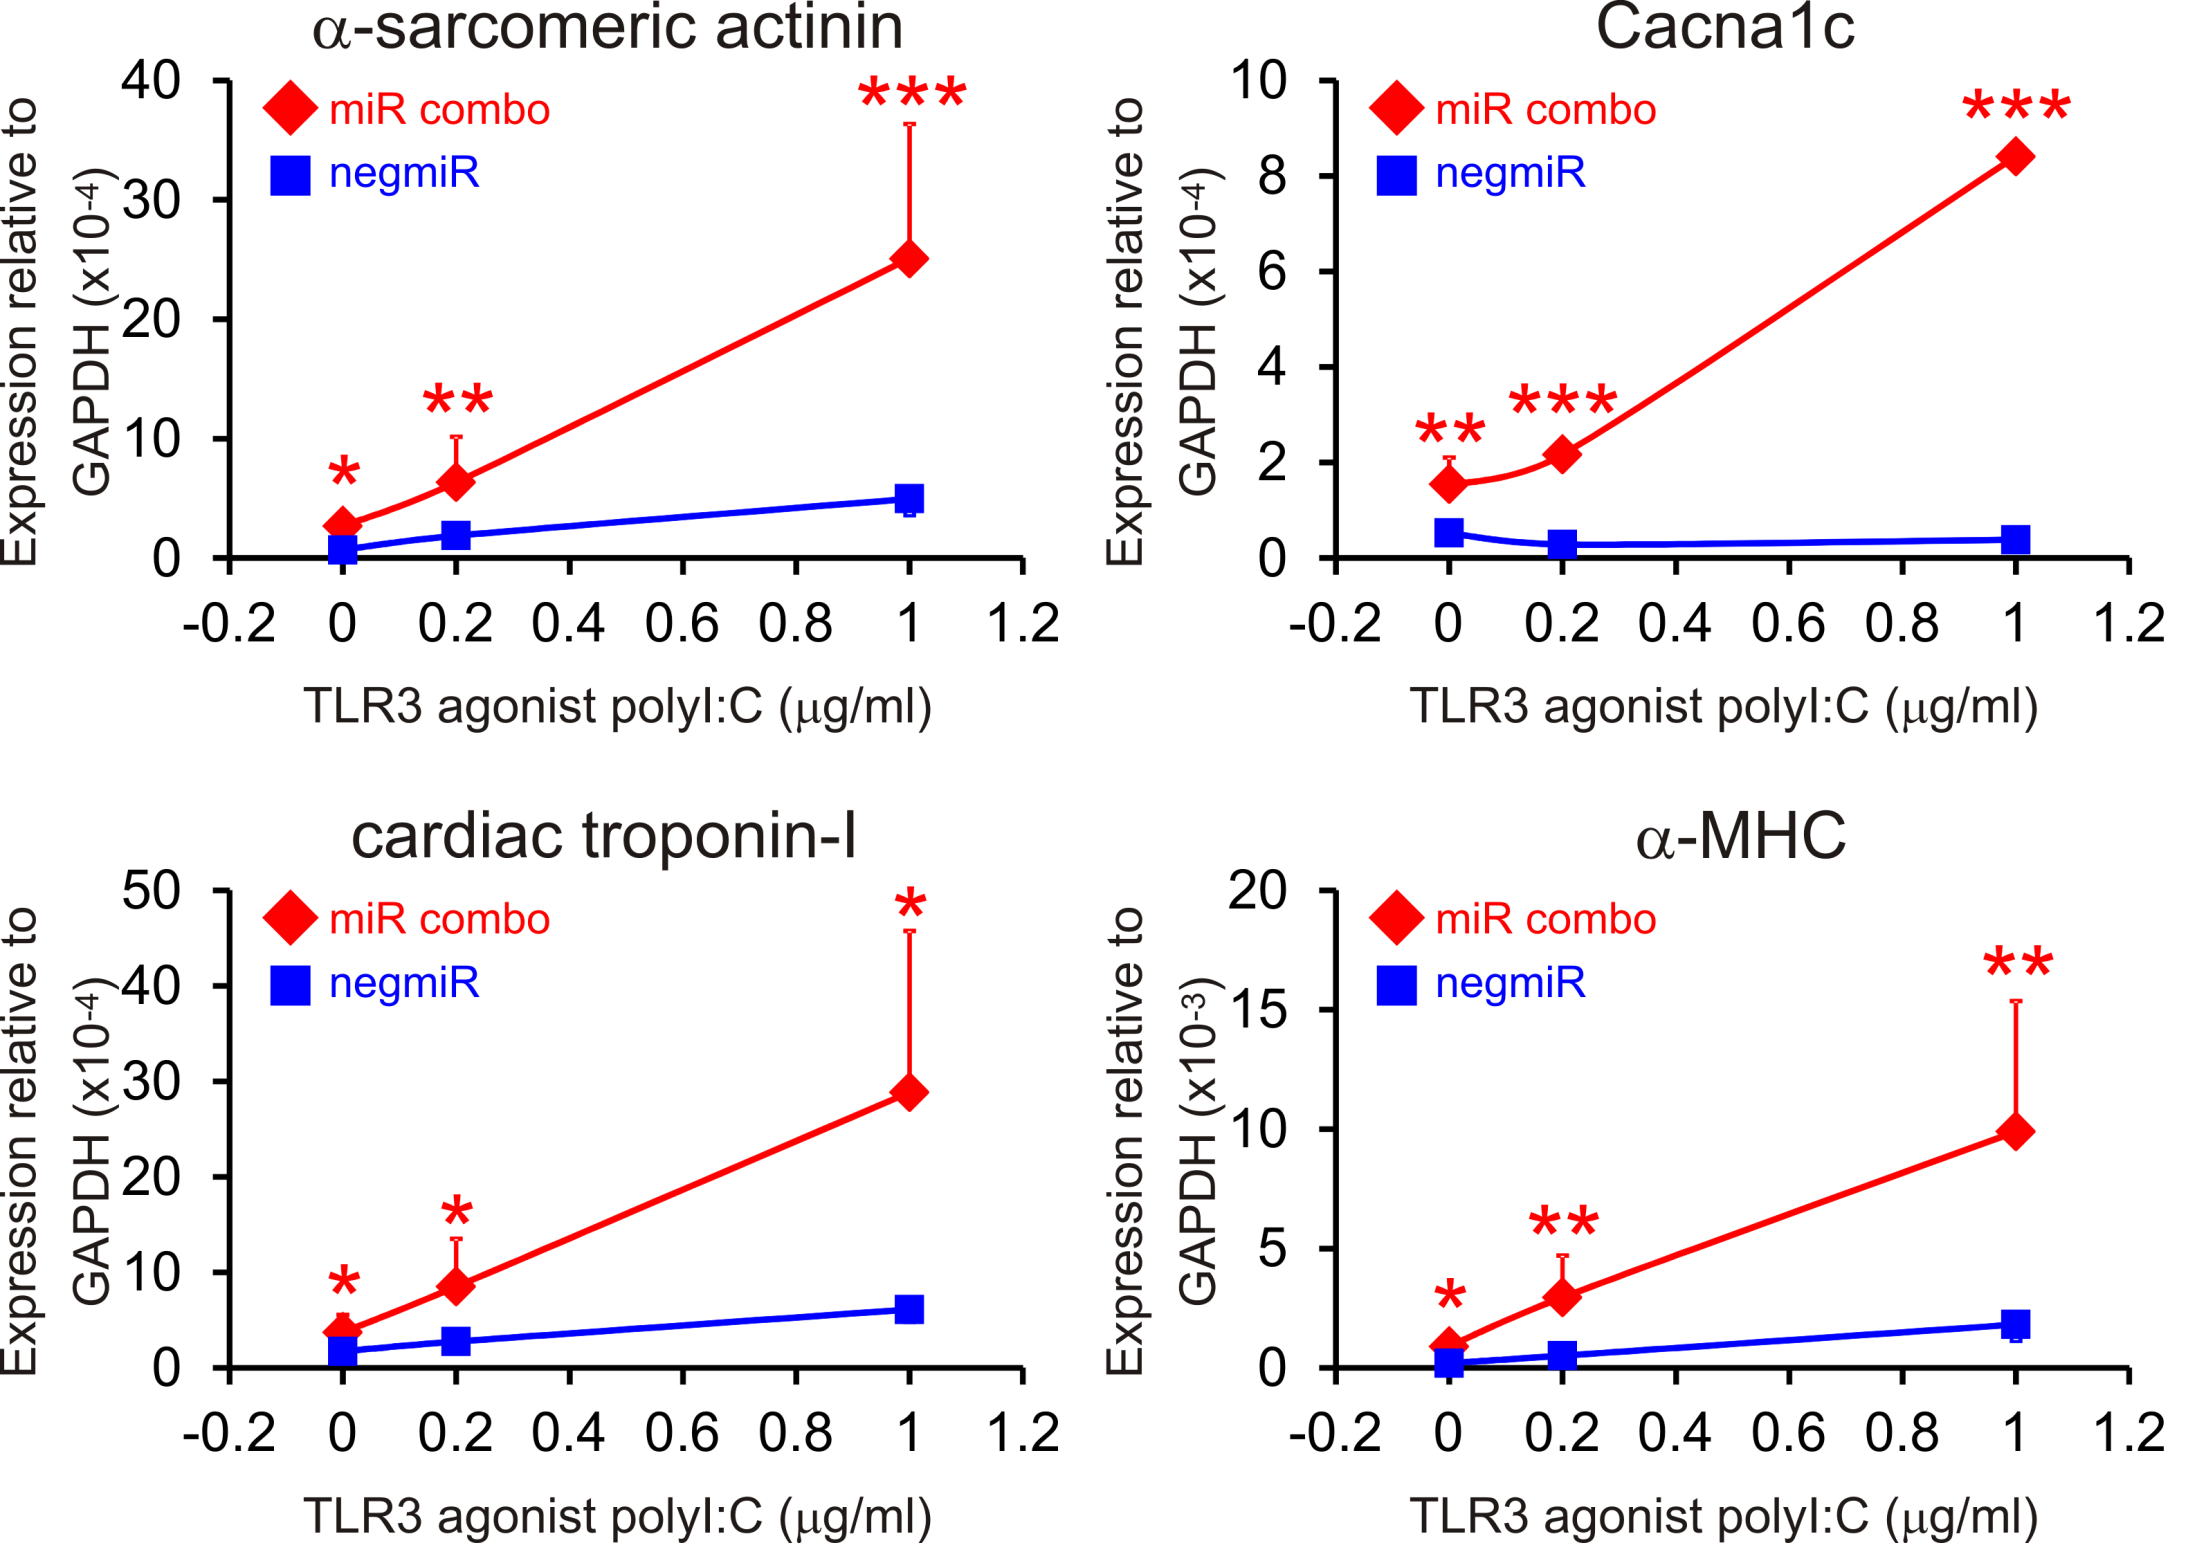 α-sarcomeric actinin
Expression relative to
GAPDH (x10-4)
40
30
20
10
0
miR combo
negmiR
*
**
***
-0.2 0 0.2 0.4 0.6 0.8 1 1.2
TLR3 agonist polyI:C (μg/ml)
Cacna1c
Expression relative to
GAPDH (x10-4)
10
8
6
4
2
0
miR combo
negmiR
**
***
***
-0.2 0 0.2 0.4 0.6 0.8 1 1.2
TLR3 agonist polyI:C (μg/ml)
cardiac troponin-I
Expression relative to
GAPDH (x10-4)
50
40
30
20
10
0
miR combo
negmiR
*
*
*
-0.2 0 0.2 0.4 0.6 0.8 1 1.2
TLR3 agonist polyI:C (μg/ml)
α-MHC
Expression relative to
GAPDH (x10-3)
20
15
10
5
0
miR combo
negmiR
*
**
**
-0.2 0 0.2 0.4 0.6 0.8 1 1.2
TLR3 agonist polyI:C (μg/ml)